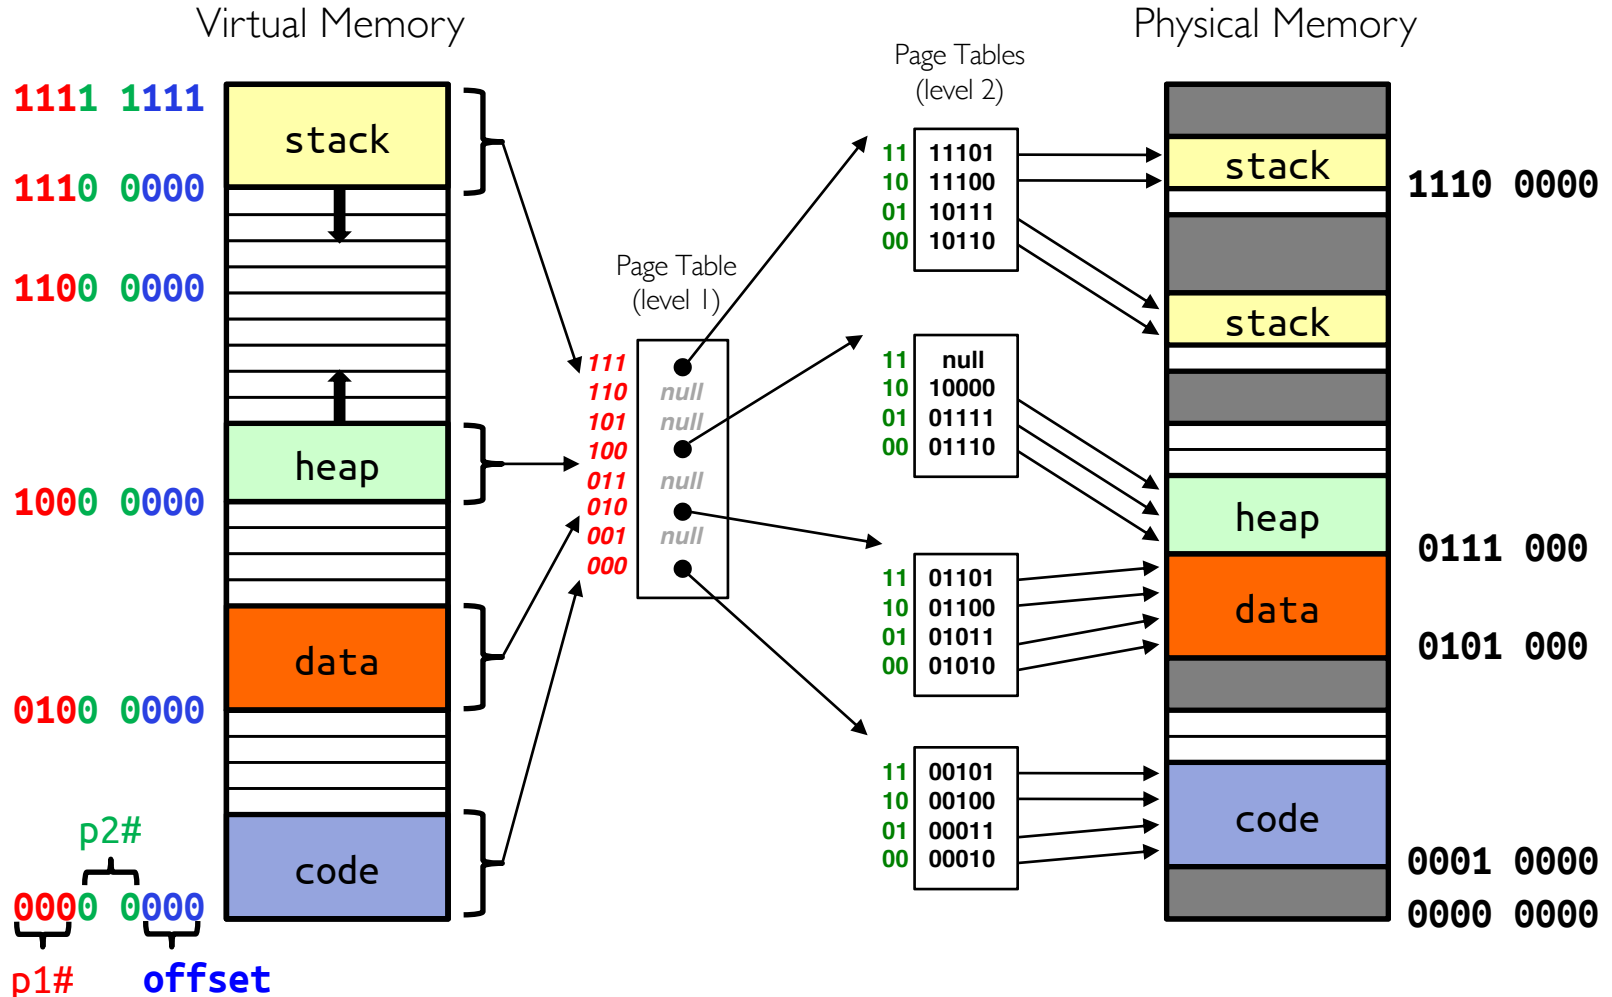 Virtual Memory
1111 1111
stack
1110 0000
1100 0000
heap
1000 0000
data
0100 0000
p2#
code
0000 0000
p1#
offset
Page Table
(level 1)
111
110 null
101 null
100
011 null
010
001 null
000
Page Tables
(level 2)
11 11101
10 11100
01 10111
00 10110
11 null
10 10000
01 01111
00 01110
11 01101
10 01100
01 01011
00 01010
11 00101
10 00100
01 00011
00 00010
Physical Memory
stack
1110 0000
stack
heap
0111 000
data
0101 000
code
0001 0000
0000 0000